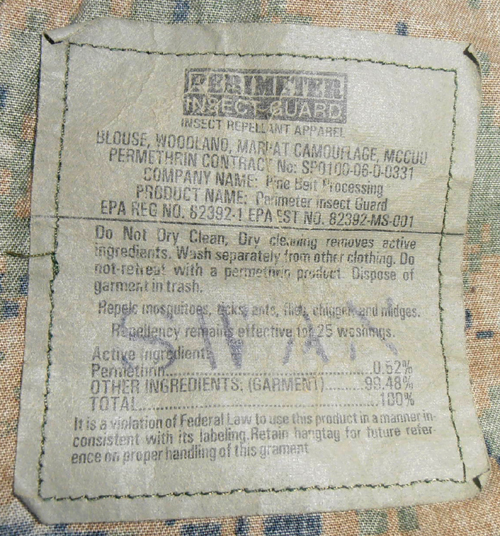 PERIMETER
INSECT GUARD
INSECT REPELLANT APPAREL
BLOUSE, WOODLAND, MARPAT CAMOUFLAGE, MCCUU
PERMETHRIN CONTRACT No: SP0100-06-D-0331
COMPANY NAME: Pine Belt Processing
PRODUCT NAME: Perimeter Insect Guard
EPA REG NO. 82392-1 EPA EST NO. 82392-MS-001
Do Not Dry Clean, Dry cleaning removes active
ingredients. Wash separately from other clothing. Do
not-retreat with a permethrin product. Dispose of
garment in trash.
Repels mosquitoes, ticks, ants, flies, chiggers and midges.
Repellency remains effective for 25 washings.
Active Ingredient:
Permethrin..........0.52%
OTHER INGREDIENTS: (GARMENT)..........99.48%
TOTAL..........100%
It is a violation of Federal Law to use this product in a manner in-
consistent with its labeling. Retain hangtag for future refer-
ence on proper handling of this grament